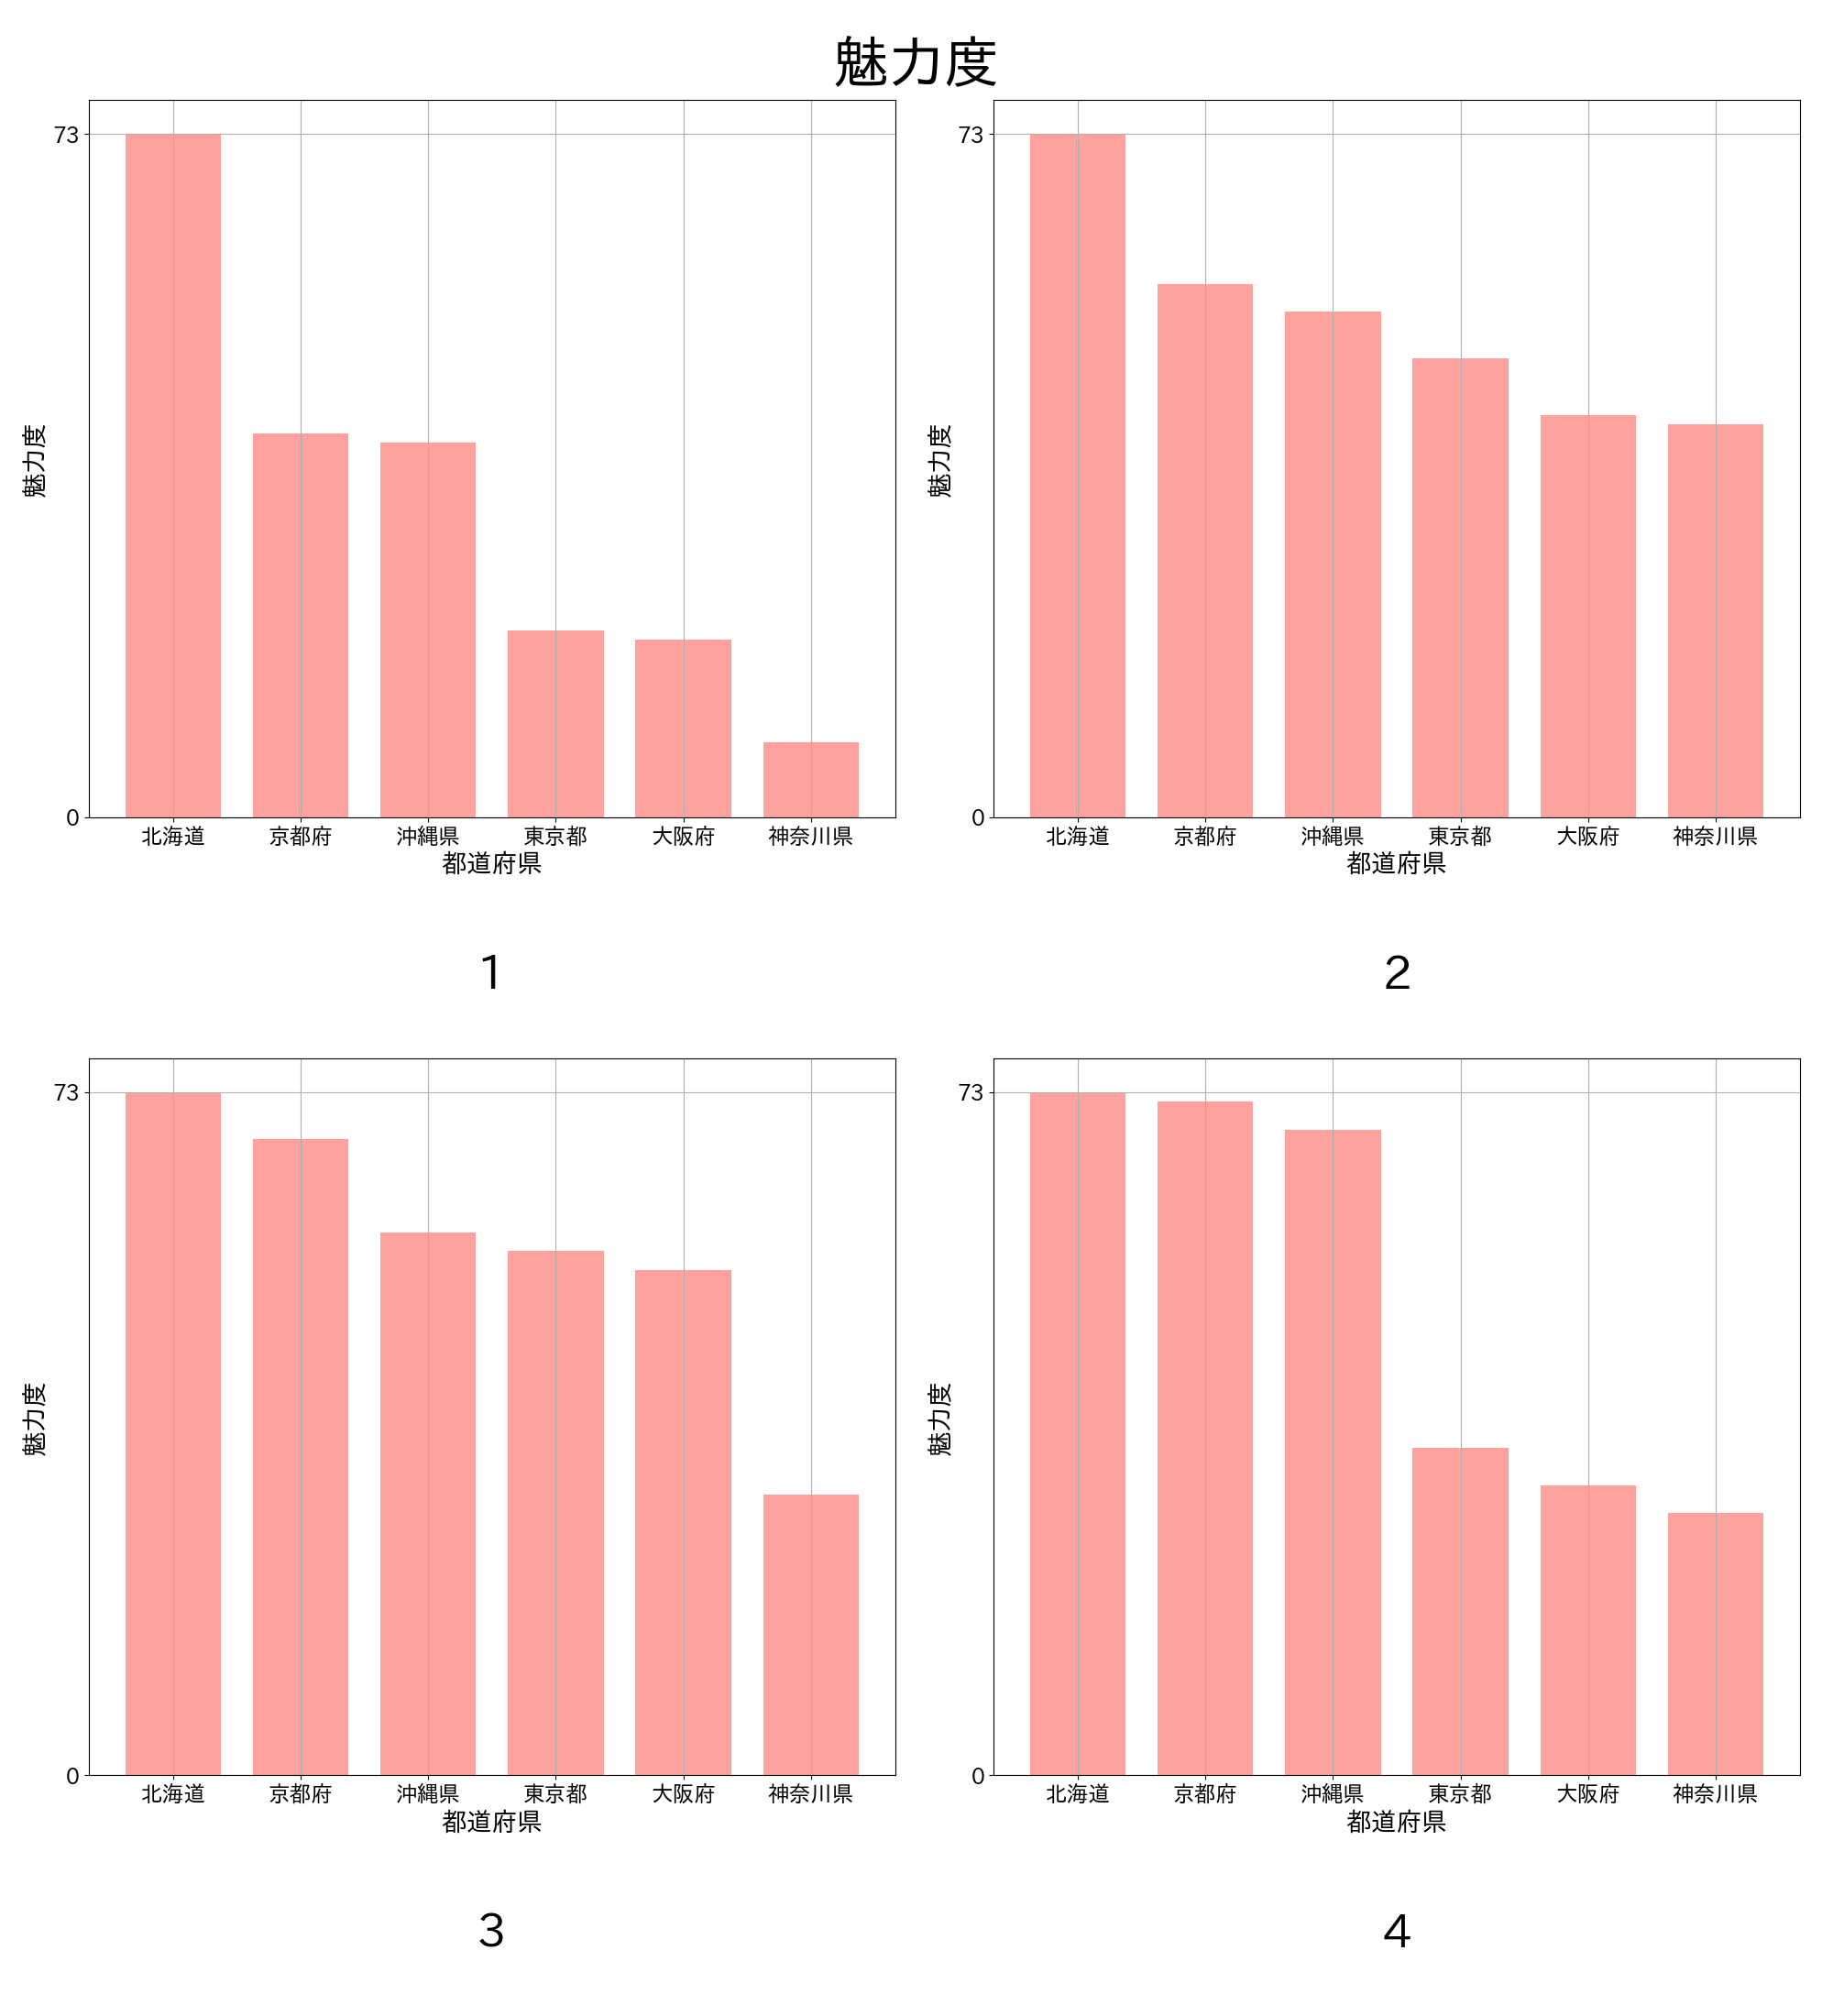 魅力度
73
73
魅力度
魅力度
0
0
北海道 京都府 沖縄県 東京都 大阪府 神奈川県
北海道 京都府 沖縄県 東京都 大阪府 神奈川県
都道府県
都道府県
1
2
73
73
魅力度
魅力度
0
0
北海道 京都府 沖縄県 東京都 大阪府 神奈川県
北海道 京都府 沖縄県 東京都 大阪府 神奈川県
都道府県
都道府県
3
4